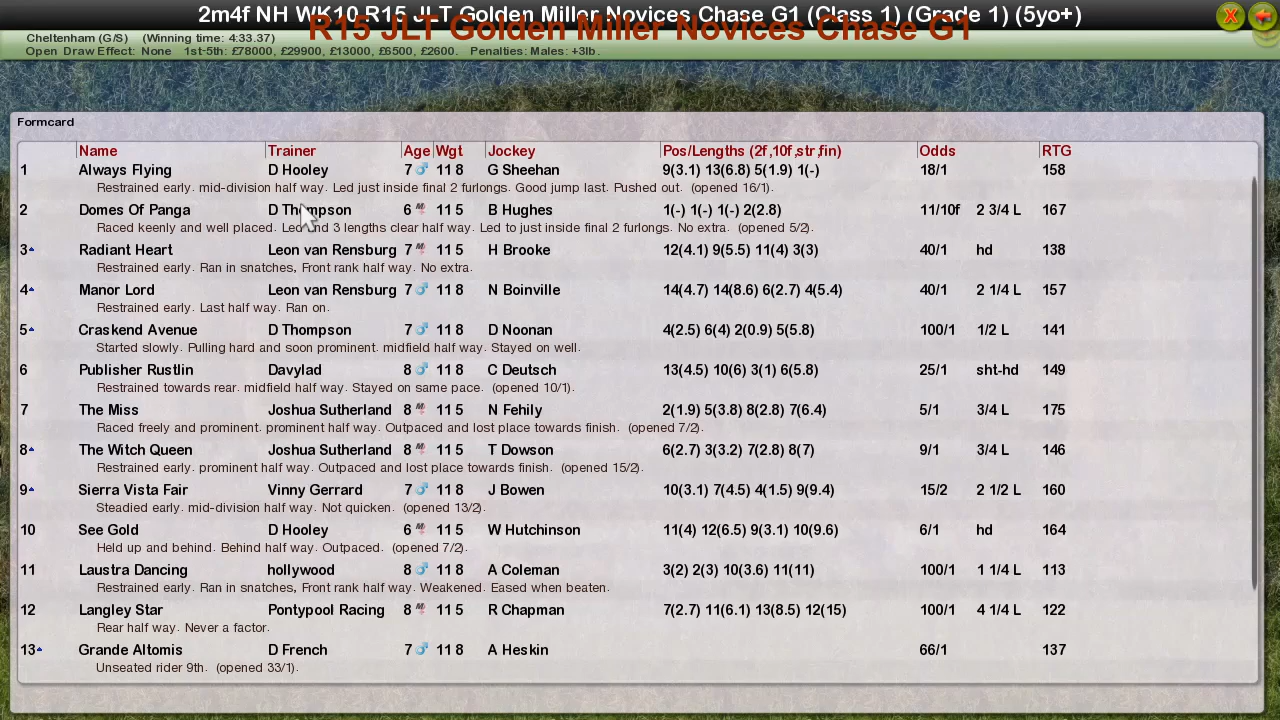 2m4f NH WK10 R15 JLT Golden Miller Novices Chase G1 (Class 1) (Grade 1) (5yo+)
R15 JLT Golden Miller Novices Chase G1
Cheltenham (G/S) (Winning time: 4:33.37)
Open Draw Effect: None 1st-5th: £78000, £29900, £13000, £6500, £2600. Penalties: Males: +3lb.
Formcard
Name Trainer Age Wgt Jockey Pos/Lengths (2f,10f,str,fin) Odds RTG
1 Always Flying D Hooley 7 11 8 G Sheehan 9(3.1) 13(6.8) 5(1.9) 1(-) 18/1 158
Restrained early. mid-division half way. Led just inside final 2 furlongs. Good jump last. Pushed out. (opened 16/1).
2 Domes Of Panga D Thompson 6 11 5 B Hughes 1(-) 1(-) 1(-) 2(2.8) 11/10f 2 3/4 L 167
Raced keenly and well placed. Led and 3 lengths clear half way. Led to just inside final 2 furlongs. No extra. (opened 5/2).
3 Radiant Heart Leon van Rensburg 7 11 5 H Brooke 12(4.1) 9(5.5) 11(4) 3(3) 40/1 hd 138
Restrained early. Ran in snatches, Front rank half way. No extra.
4 Manor Lord Leon van Rensburg 7 11 8 N Boinville 14(4.7) 14(8.6) 6(2.7) 4(5.4) 40/1 2 1/4 L 157
Restrained early. Last half way. Ran on.
5 Craskend Avenue D Thompson 7 11 8 D Noonan 4(2.5) 6(4) 2(0.9) 5(5.8) 100/1 1/2 L 141
Started slowly. Pulling hard and soon prominent. midfield half way. Stayed on well.
6 Publisher Rustlin Davylad 8 11 8 C Deutsch 13(4.5) 10(6) 3(1) 6(5.8) 25/1 sht-hd 149
Restrained towards rear. midfield half way. Stayed on same pace. (opened 10/1).
7 The Miss Joshua Sutherland 8 11 5 N Fehily 2(1.9) 5(3.8) 8(2.8) 7(6.4) 5/1 3/4 L 175
Raced freely and prominent. prominent half way. Outpaced and lost place towards finish. (opened 7/2).
8 The Witch Queen Joshua Sutherland 8 11 5 T Dowson 6(2.7) 3(3.2) 7(2.8) 8(7) 9/1 3/4 L 146
Restrained early. prominent half way. Outpaced and lost place towards finish. (opened 15/2).
9 Sierra Vista Fair Vinny Gerrard 7 11 8 J Bowen 10(3.1) 7(4.5) 4(1.5) 9(9.4) 15/2 2 1/2 L 160
Steadied early. mid-division half way. Not quicken. (opened 13/2).
10 See Gold D Hooley 6 11 5 W Hutchinson 11(4) 12(6.5) 9(3.1) 10(9.6) 6/1 hd 164
Held up and behind. Behind half way. Outpaced. (opened 7/2).
11 Laustra Dancing hollywood 8 11 8 A Coleman 3(2) 2(3) 10(3.6) 11(11) 100/1 1 1/4 L 113
Restrained early. Ran in snatches, Front rank half way. Weakened. Eased when beaten.
12 Langley Star Pontypool Racing 8 11 5 R Chapman 7(2.7) 11(6.1) 13(8.5) 12(15) 100/1 4 1/4 L 122
Rear half way. Never a factor.
13 Grande Altomis D French 7 11 8 A Heskin 66/1 137
Unseated rider 9th. (opened 33/1).